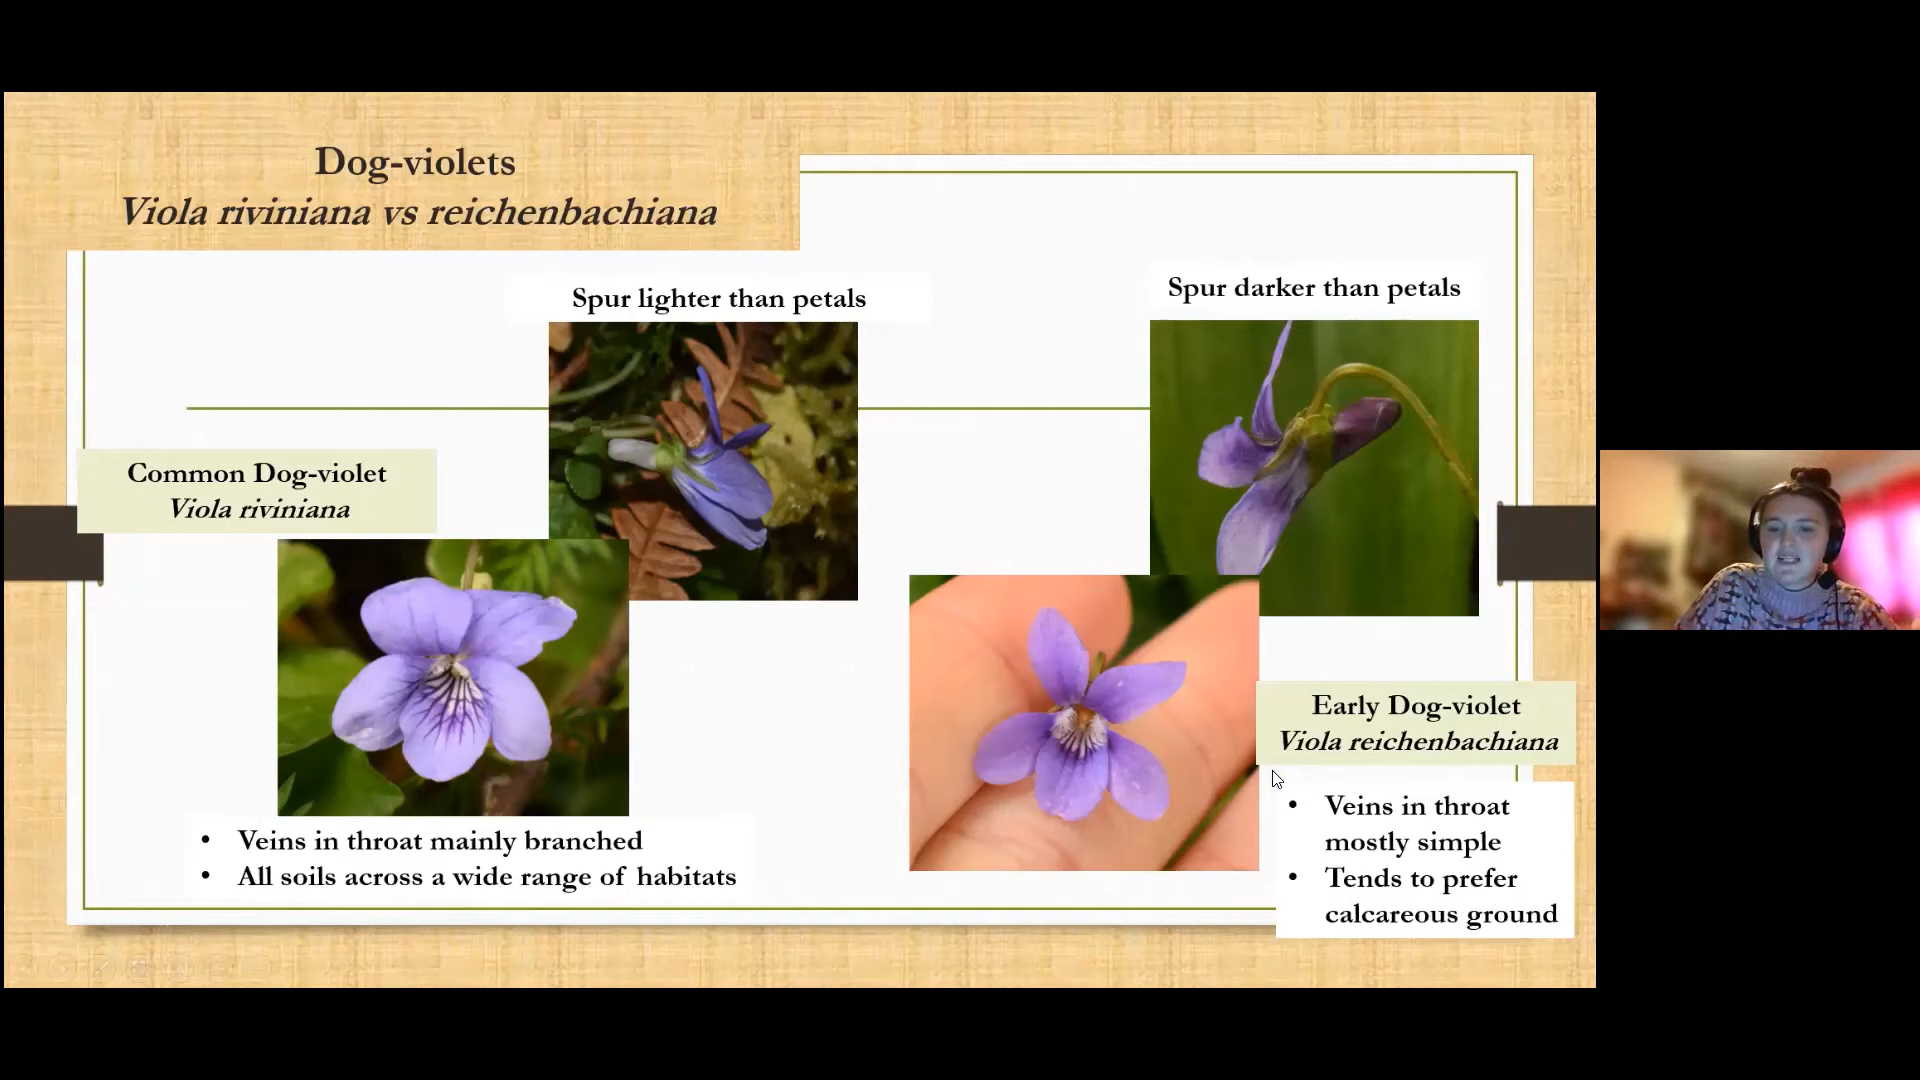 Dog-violets
Viola riviniana vs reichenbachiana
Spur lighter than petals
Spur darker than petals
Common Dog-violet
Viola riviniana
• Veins in throat mainly branched
• All soils across a wide range of habitats
Early Dog-violet
Viola reichenbachiana
• Veins in throat
mostly simple
• Tends to prefer
calcareous ground